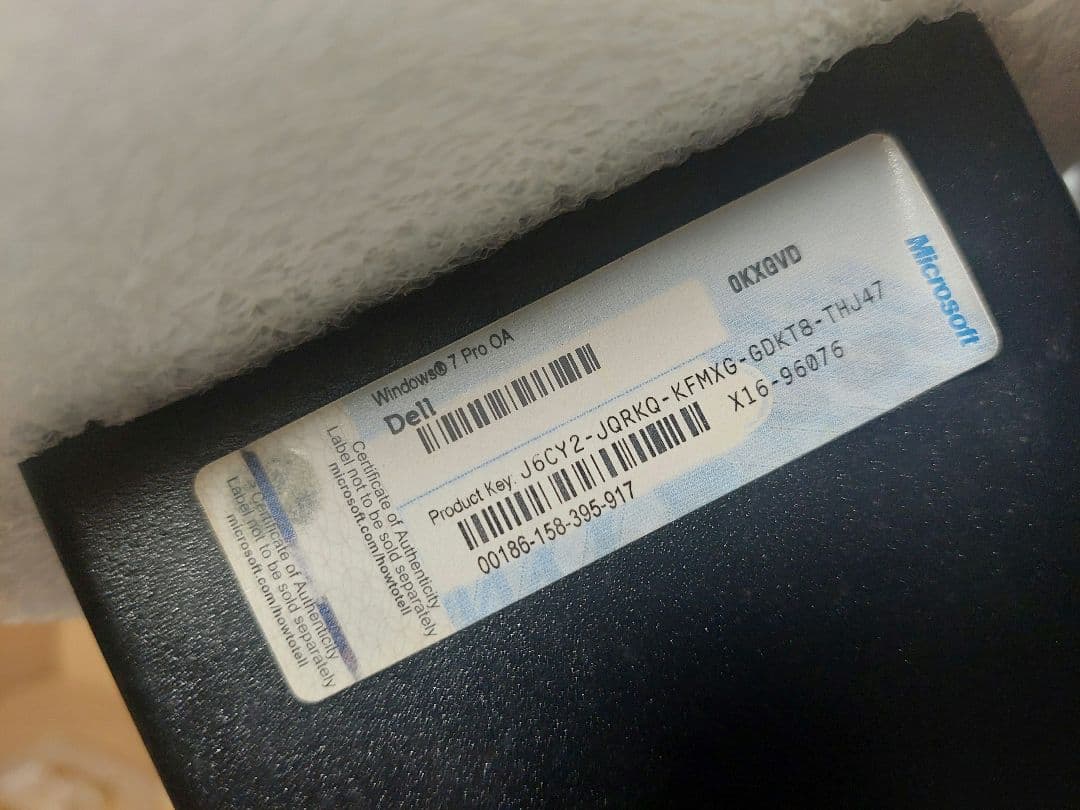 Windows® 7 Pro OA
Dell
0KXGVD
Product Key: J6CY2-JQRKQ-KFMXG-GDKT8-THJ47
X16-96076
00186-158-395-917
Microsoft
Certificate of Authenticity
Label not to be sold separately
microsoft.com/howtotell
Certificate of Authenticity
Label not to be sold separately
microsoft.com/howtotell